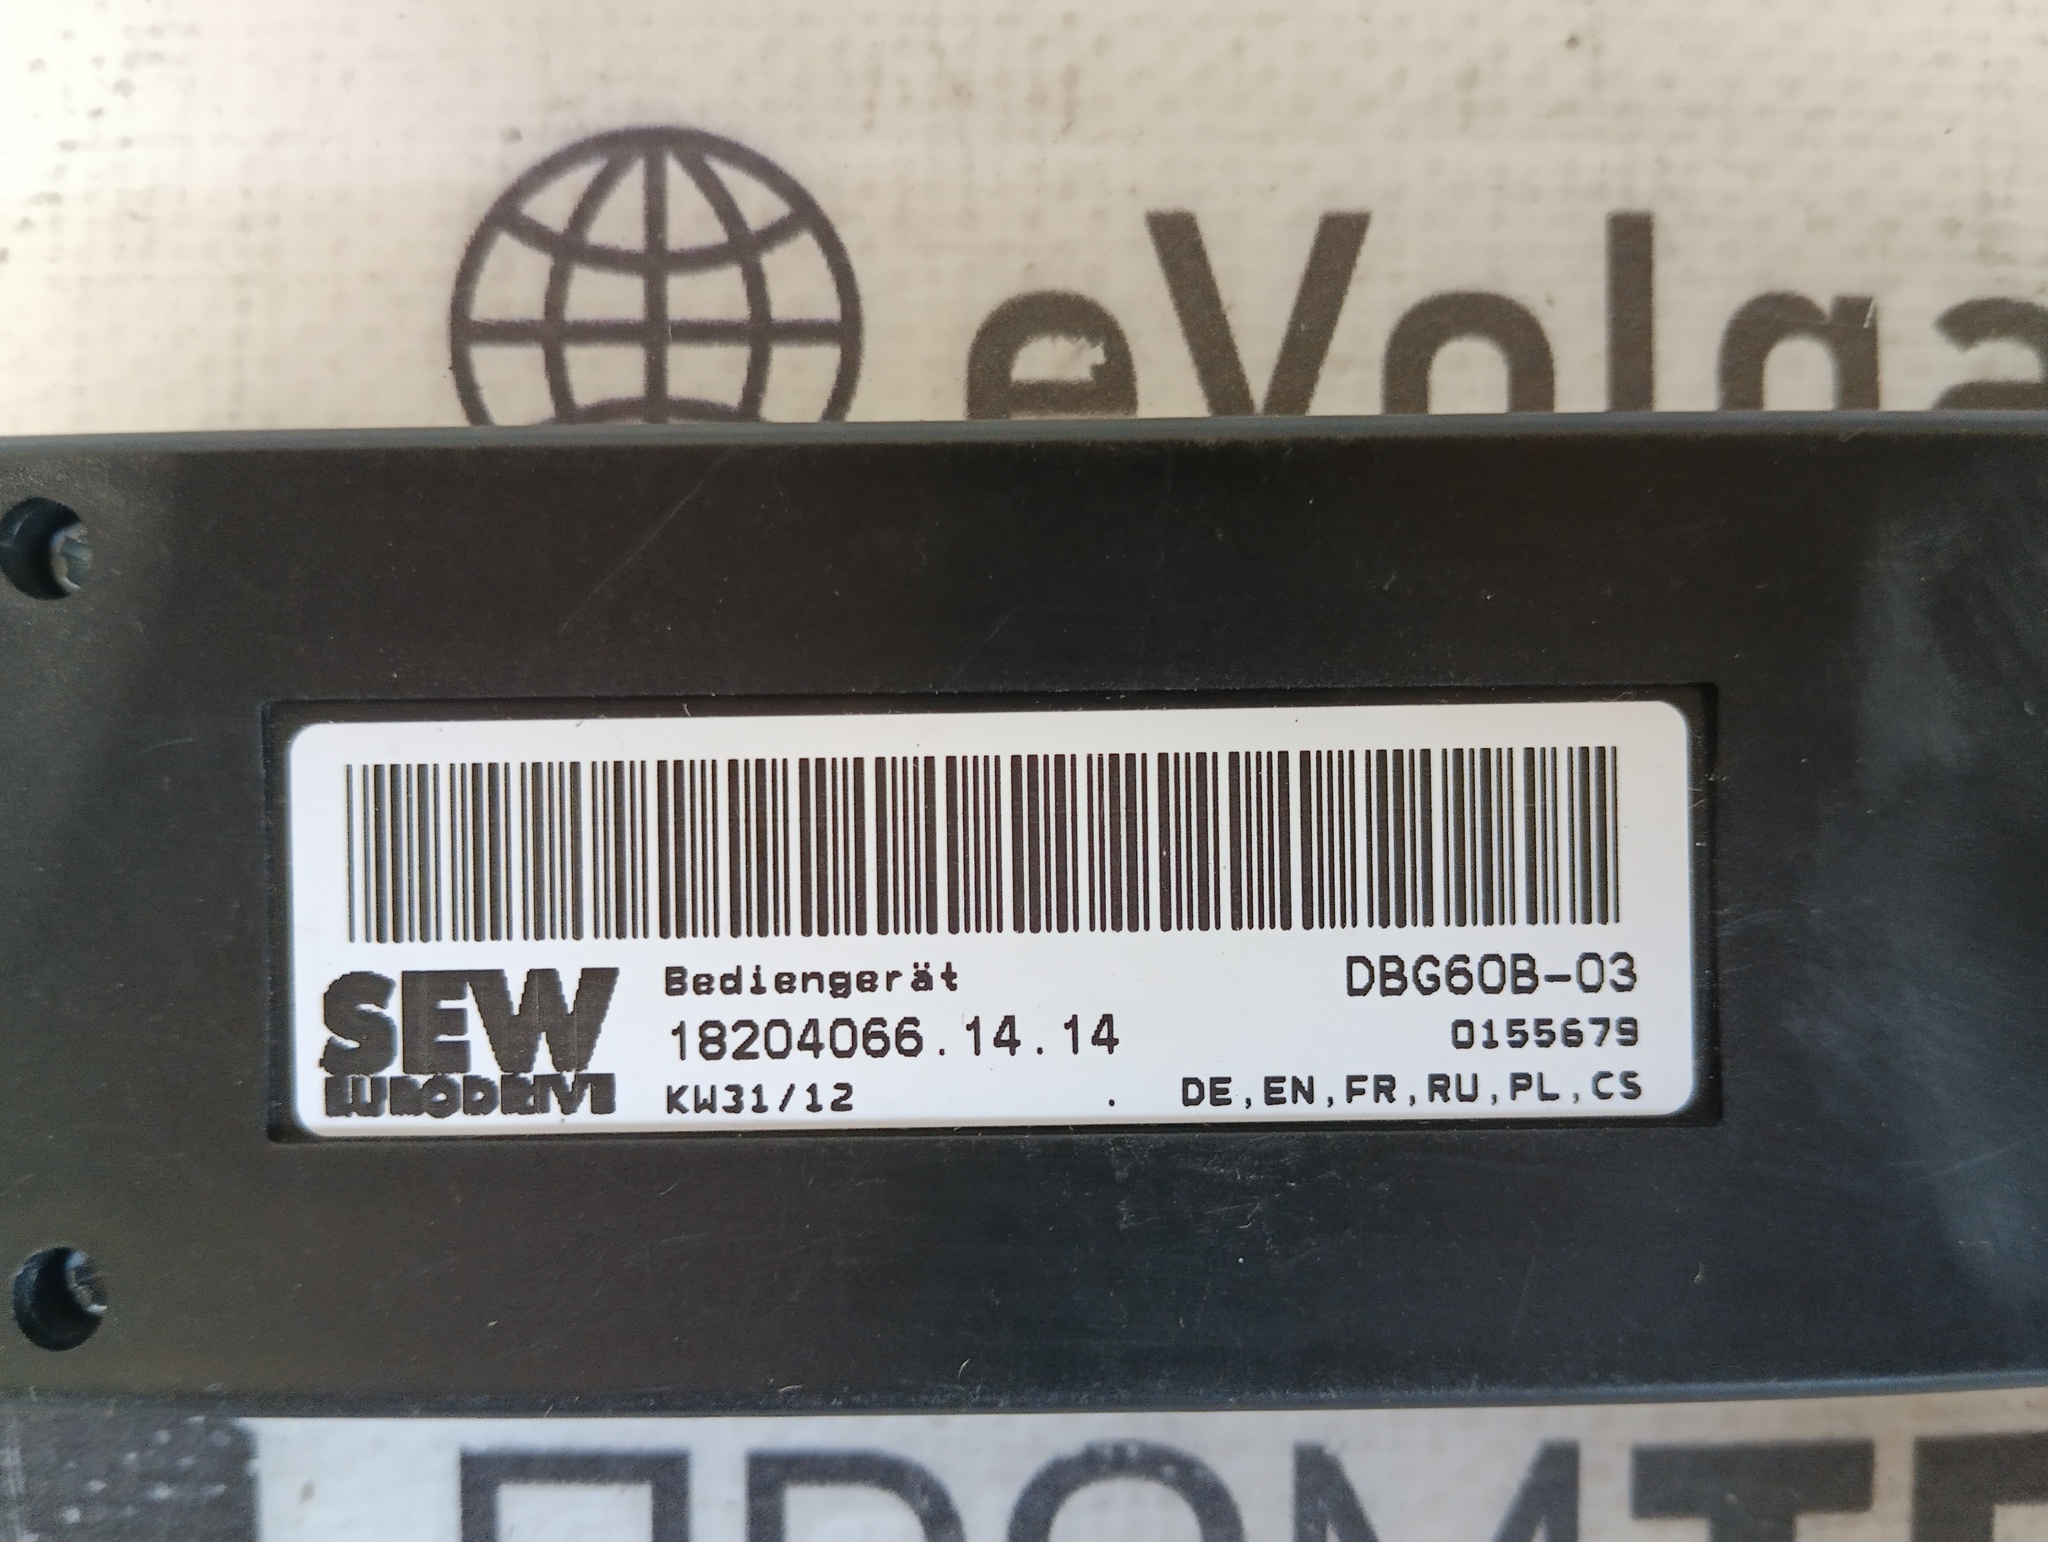 eVolga
SEW
EURODRIVE
Bediengerät
DBG60B-03
18204066.14.14
0155679
KW31/12 . DE,EN,FR,RU,PL,CS